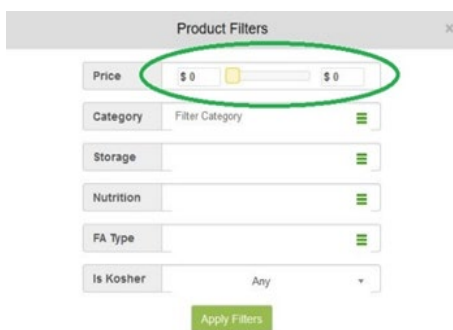 Product Filters ×
Price $ 0 $ 0
Category Filter Category
Storage
Nutrition
FA Type
Is Kosher Any
Apply Filters